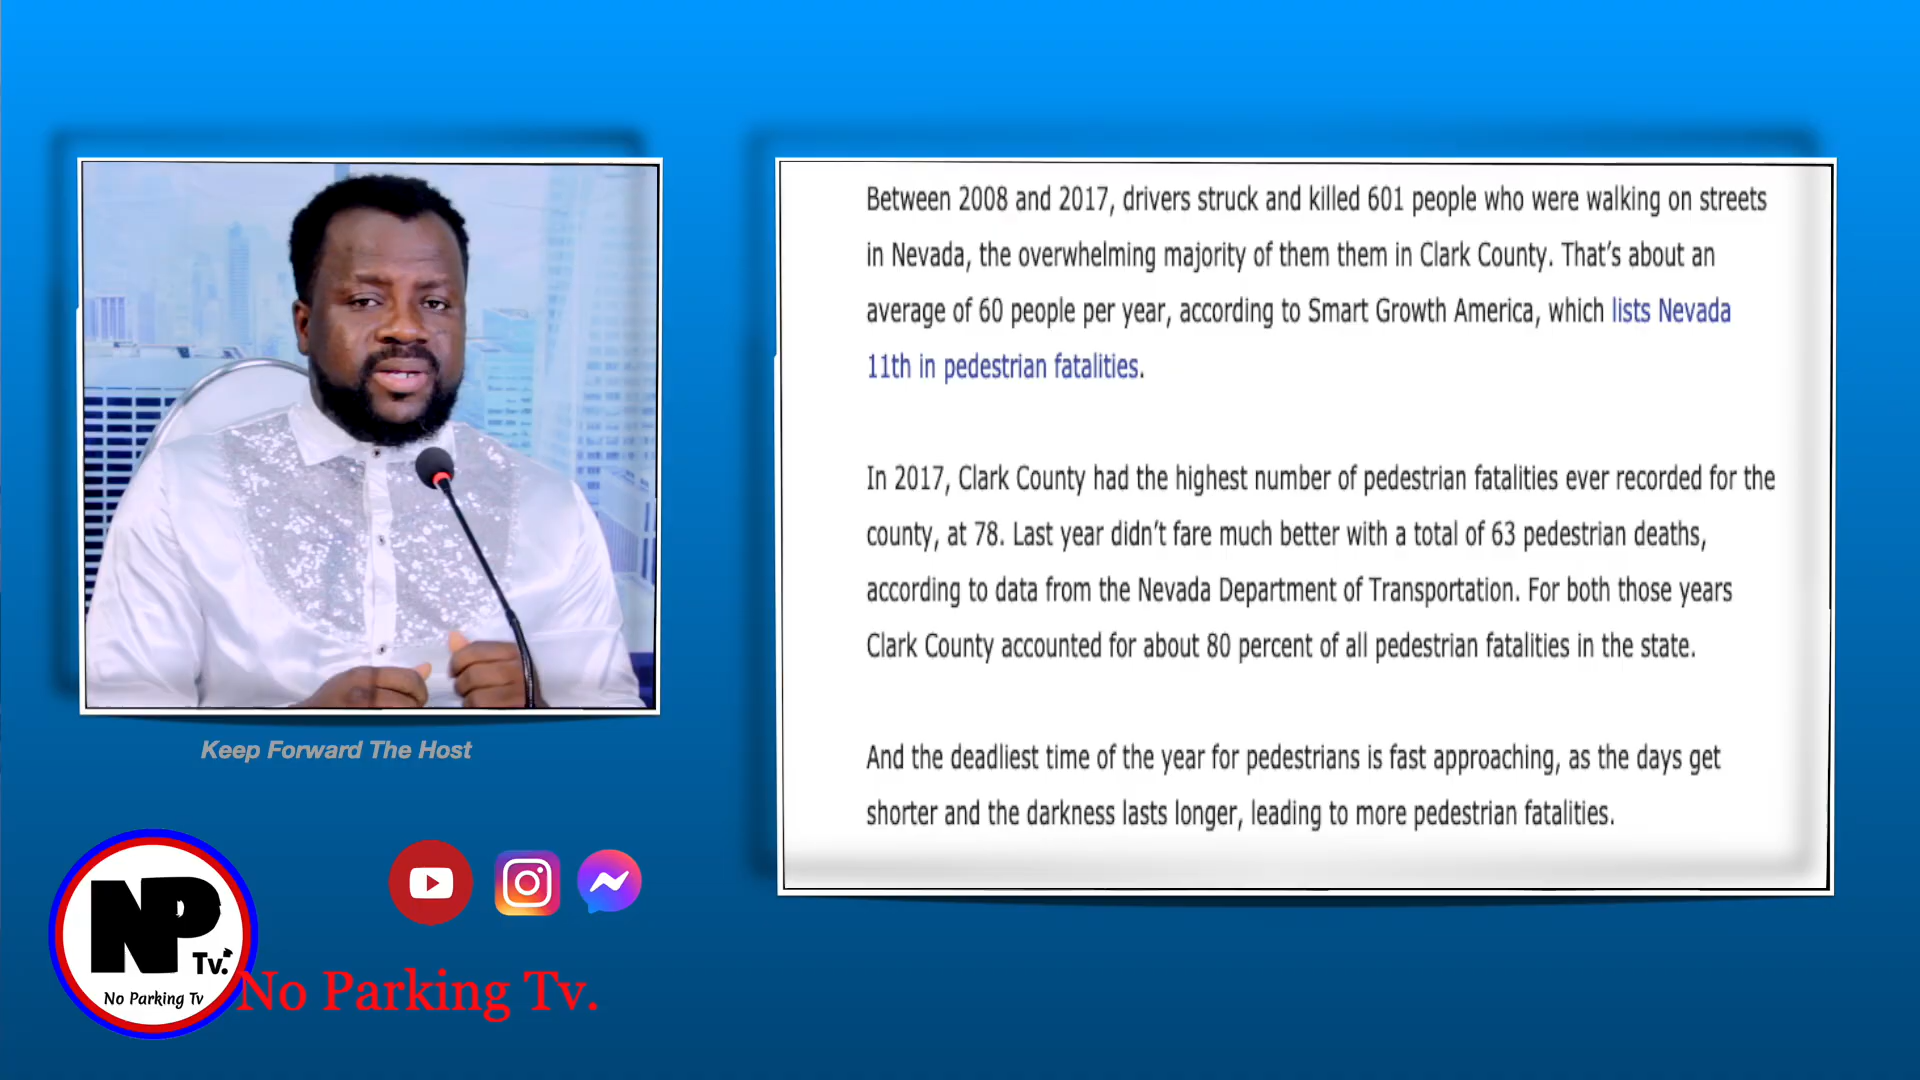 Between 2008 and 2017, drivers struck and killed 601 people who were walking on streets
in Nevada, the overwhelming majority of them them in Clark County. That’s about an
average of 60 people per year, according to Smart Growth America, which lists Nevada
11th in pedestrian fatalities.
In 2017, Clark County had the highest number of pedestrian fatalities ever recorded for the
county, at 78. Last year didn’t fare much better with a total of 63 pedestrian deaths,
according to data from the Nevada Department of Transportation. For both those years
Clark County accounted for about 80 percent of all pedestrian fatalities in the state.
And the deadliest time of the year for pedestrians is fast approaching, as the days get
shorter and the darkness lasts longer, leading to more pedestrian fatalities.
Keep Forward The Host
NP
Tv.
No Parking Tv
No Parking Tv.